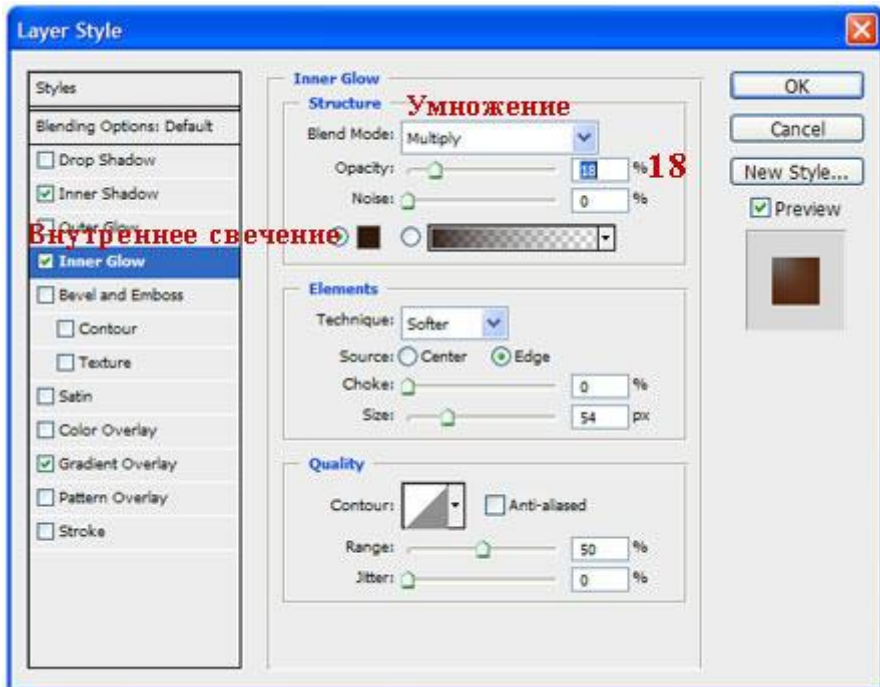 Layer Style
Styles
Blending Options: Default
Drop Shadow
Inner Shadow
Outer Glow
Внутреннее свечение
Inner Glow
Bevel and Emboss
Contour
Texture
Satin
Color Overlay
Gradient Overlay
Pattern Overlay
Stroke
Inner Glow
Structure
Умножение
Blend Mode: Multiply
Opacity: 18 % 18
Noise: 0 %
Elements
Technique: Softer
Source: Center Edge
Choke: 0 %
Size: 54 px
Quality
Contour: Anti-aliased
Range: 50 %
Jitter: 0 %
OK
Cancel
New Style...
Preview